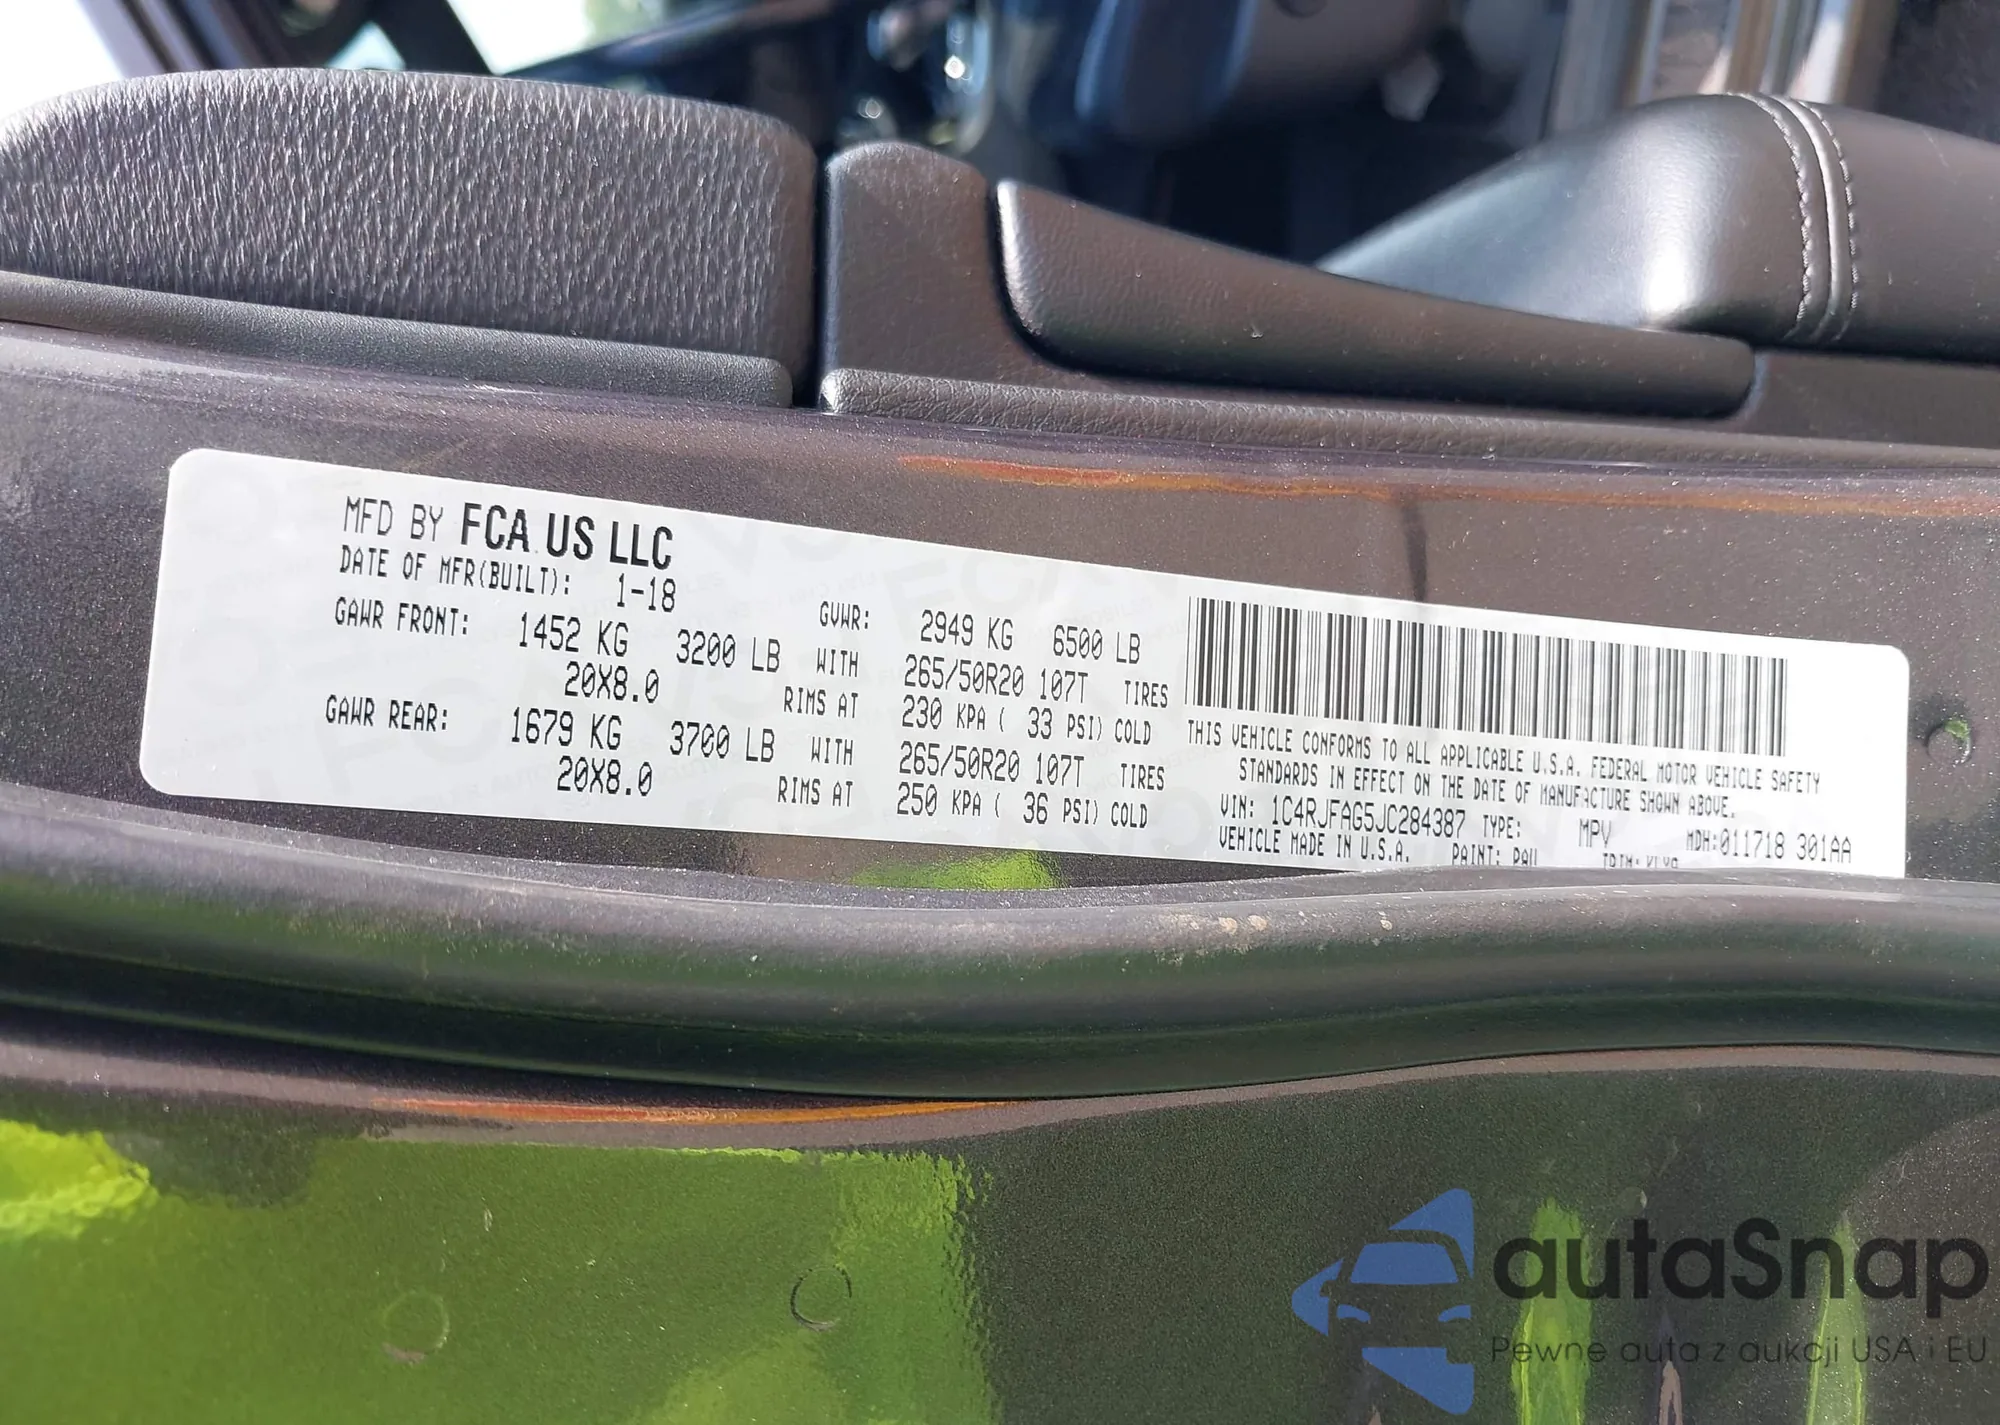 MFD BY FCA US LLC
DATE OF MFR(BUILT): 1-18
GVWR: 2949 KG 6500 LB
GAWR FRONT: 1452 KG 3200 LB WITH 265/50R20 107T TIRES
20X8.0 RIMS AT 230 KPA ( 33 PSI) COLD
GAWR REAR: 1679 KG 3700 LB WITH 265/50R20 107T TIRES
20X8.0 RIMS AT 250 KPA ( 36 PSI) COLD
THIS VEHICLE CONFORMS TO ALL APPLICABLE U.S.A. FEDERAL MOTOR VEHICLE SAFETY
STANDARDS IN EFFECT ON THE DATE OF MANUFACTURE SHOWN ABOVE.
VIN: 1C4RJFAG5JC284387 TYPE: MPV MDH:011718 301AA
VEHICLE MADE IN U.S.A. PAINT: PAU TRIM:
autaSnap
Pewne auta z aukcji USA i EU